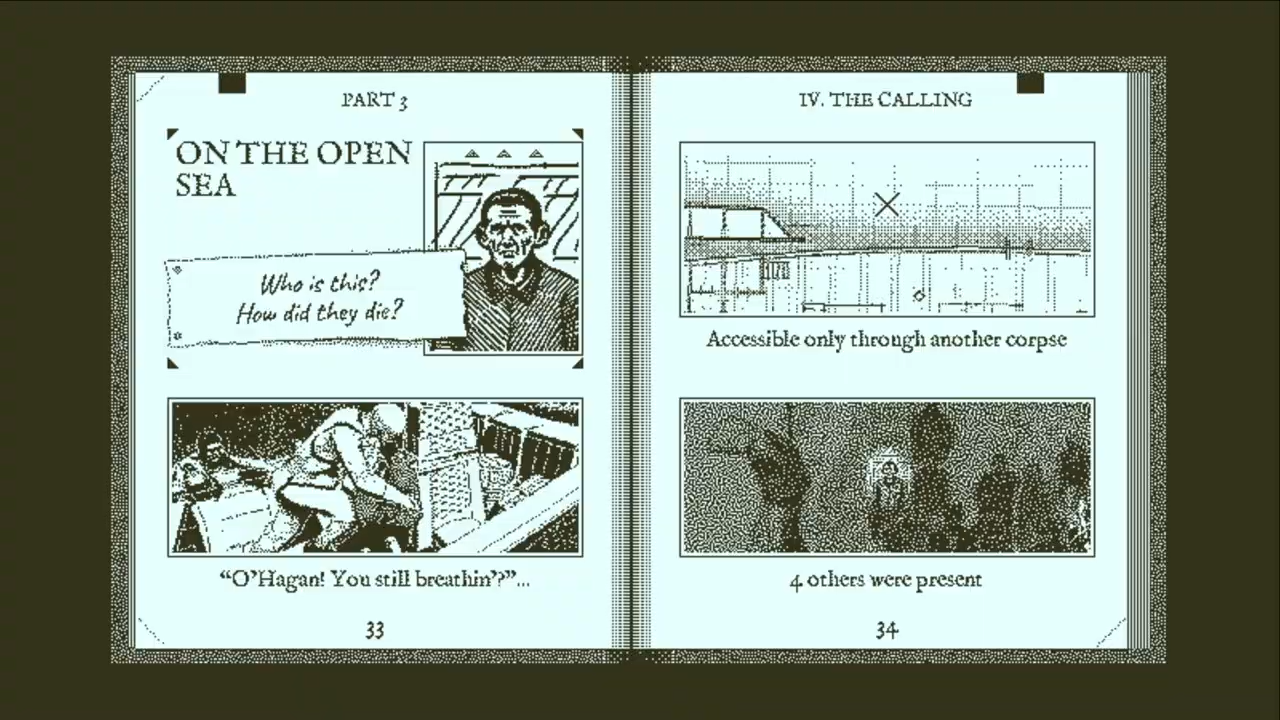 PART 3
ON THE OPEN
SEA
Who is this?
How did they die?
“O'Hagan! You still breathin'?”...
33
IV. THE CALLING
Accessible only through another corpse
4 others were present
34